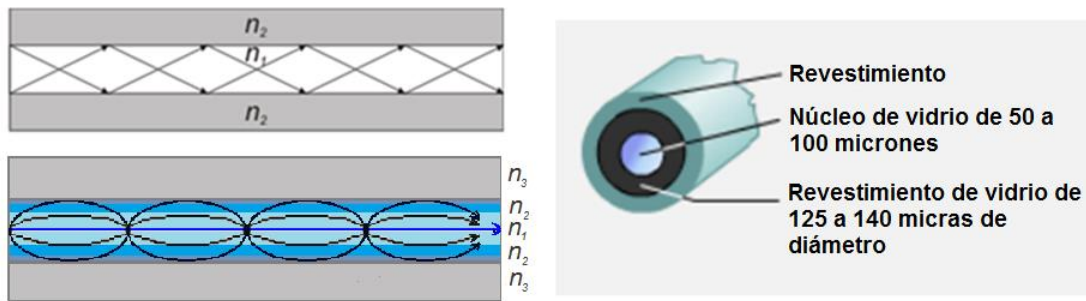 n2
n1
n2
n3
n2
n1
n2
n3
Revestimiento
Núcleo de vidrio de 50 a
100 micrones
Revestimiento de vidrio de
125 a 140 micras de
diámetro